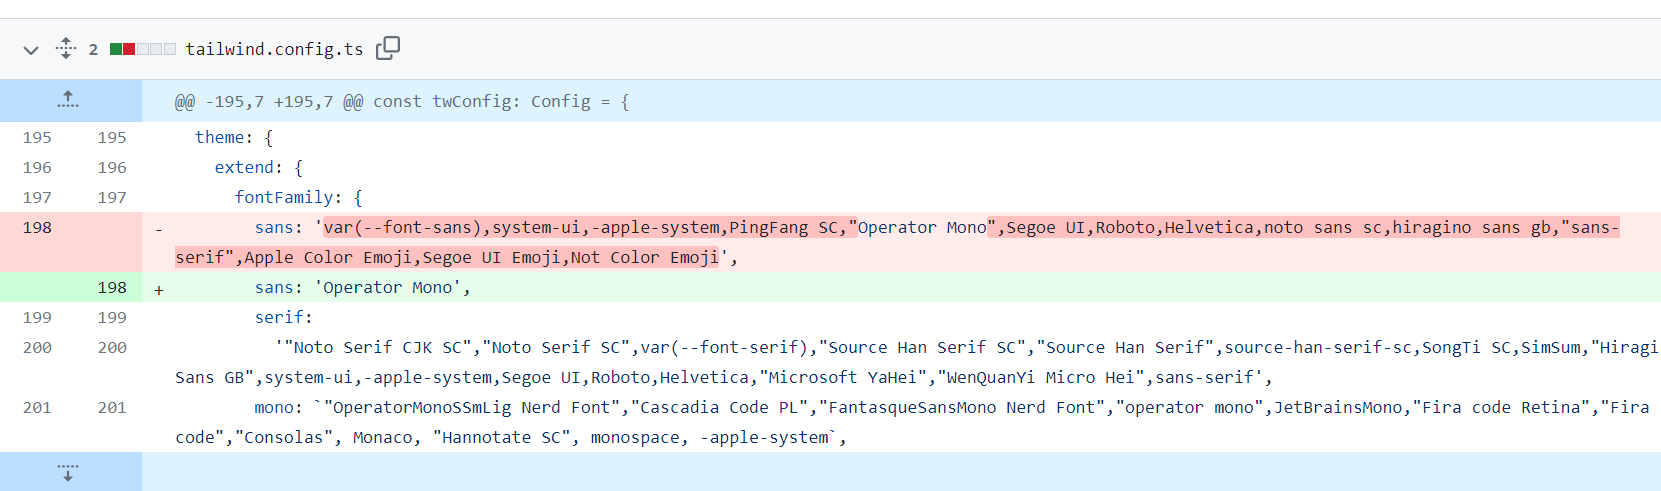 2 tailwind.config.ts
@@ -195,7 +195,7 @@ const twConfig: Config = {
195 195 theme: {
196 196 extend: {
197 197 fontFamily: {
198 - sans: 'var(--font-sans),system-ui,-apple-system,PingFang SC,"Operator Mono",Segoe UI,Roboto,Helvetica,noto sans sc,hiragino sans gb,"sans-
serif",Apple Color Emoji,Segoe UI Emoji,Not Color Emoji',
198 + sans: 'Operator Mono',
199 199 serif:
200 200 '"Noto Serif CJK SC","Noto Serif SC",var(--font-serif),"Source Han Serif SC","Source Han Serif",source-han-serif-sc,SongTi SC,SimSum,"Hiragi
Sans GB",system-ui,-apple-system,Segoe UI,Roboto,Helvetica,"Microsoft YaHei","WenQuanYi Micro Hei",sans-serif',
201 201 mono: `"OperatorMonoSSmLig Nerd Font","Cascadia Code PL","FantasqueSansMono Nerd Font","operator mono",JetBrainsMono,"Fira code Retina","Fira
code","Consolas", Monaco, "Hannotate SC", monospace, -apple-system`,